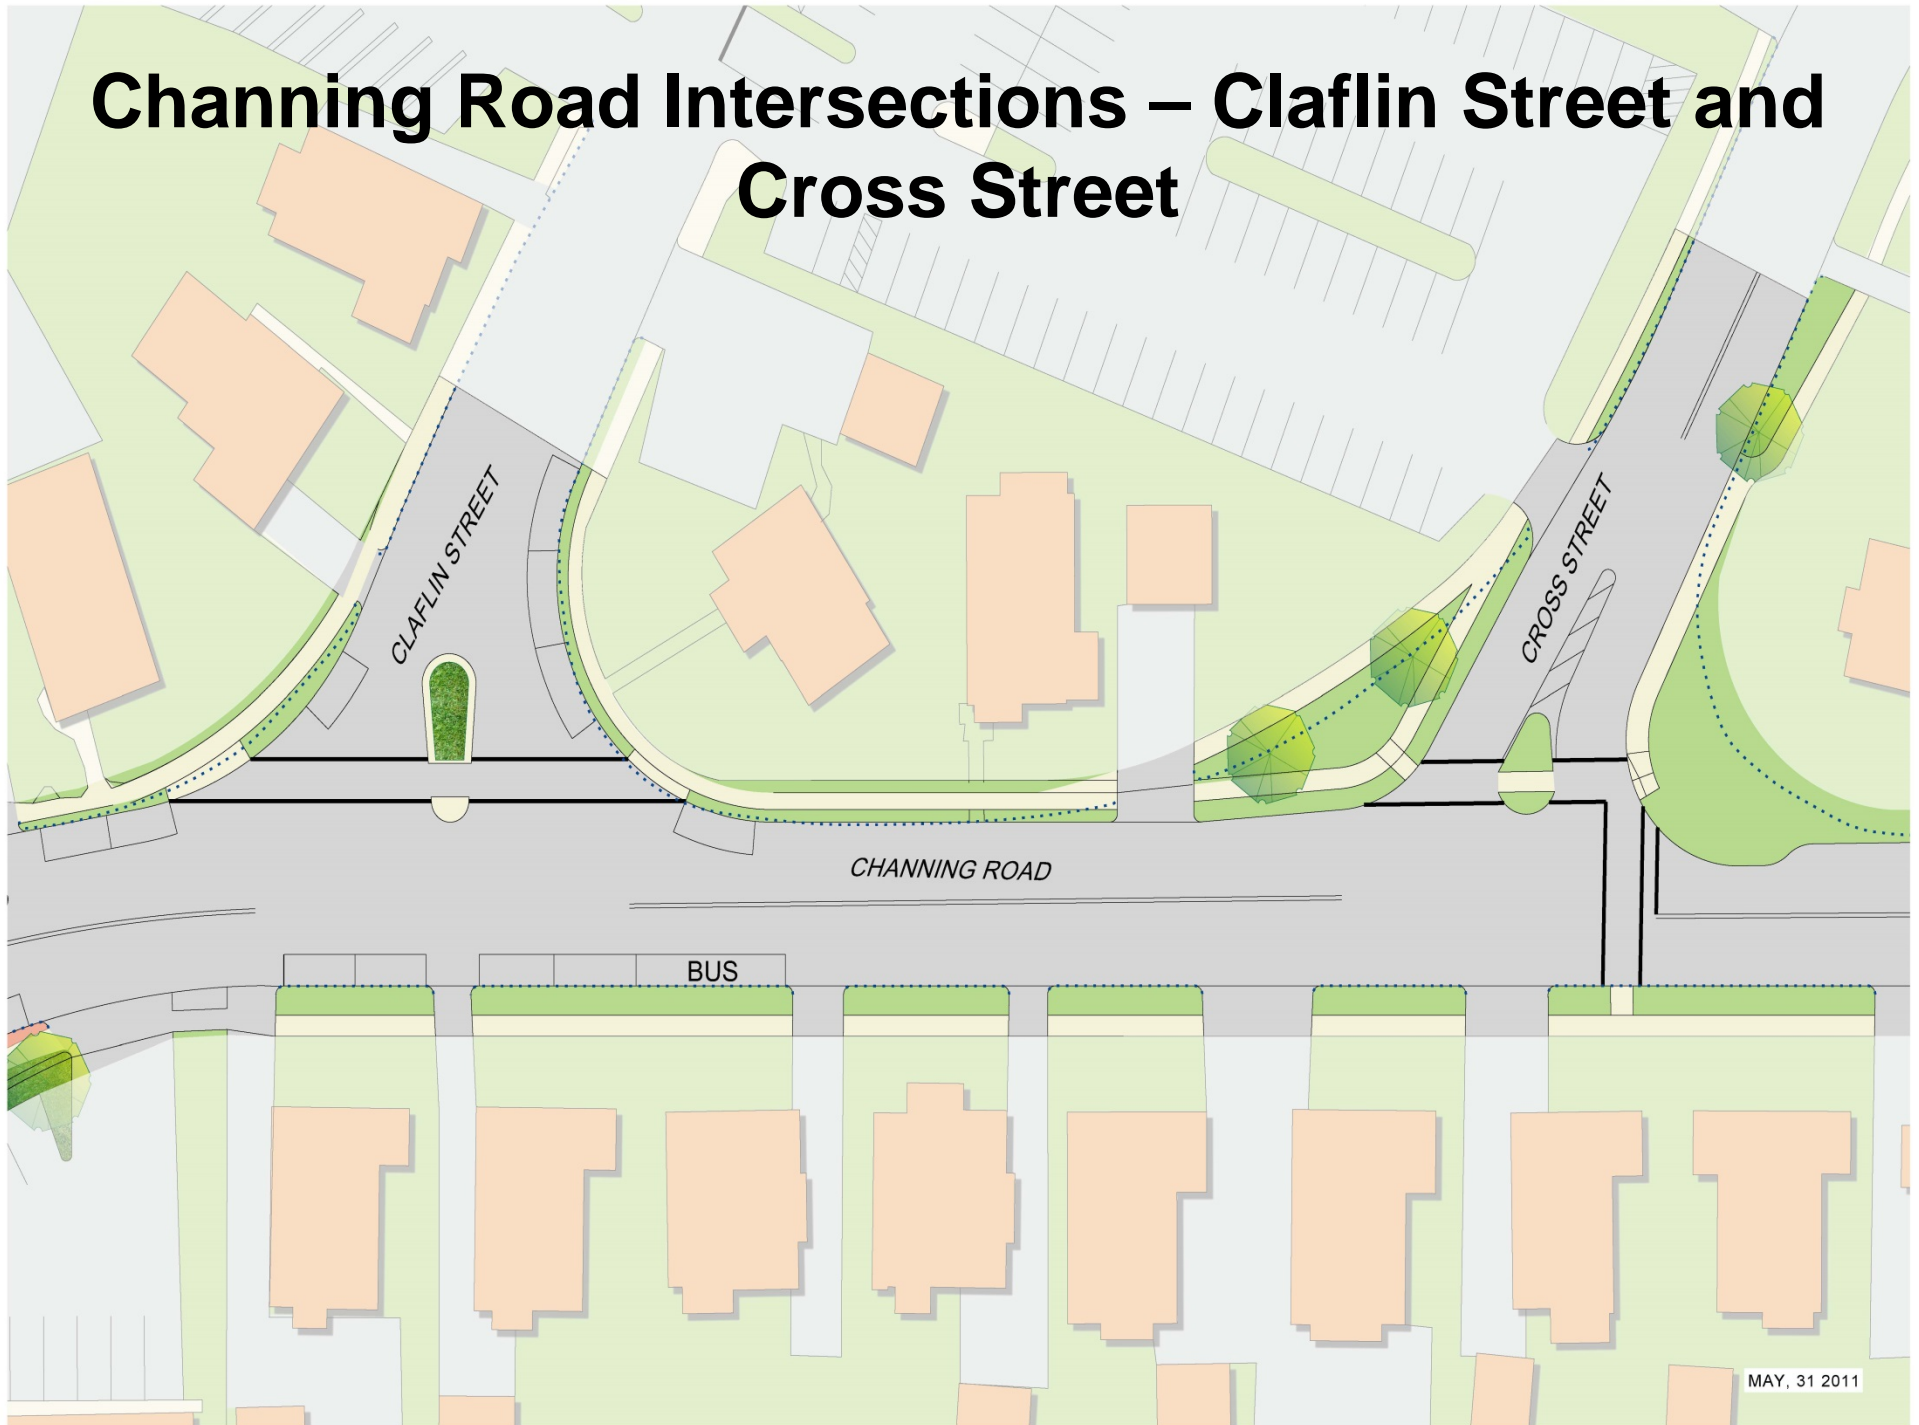 Channing Road Intersections – Claflin Street and
Cross Street
CLAFLIN STREET
CROSS STREET
CHANNING ROAD
BUS
MAY, 31 2011